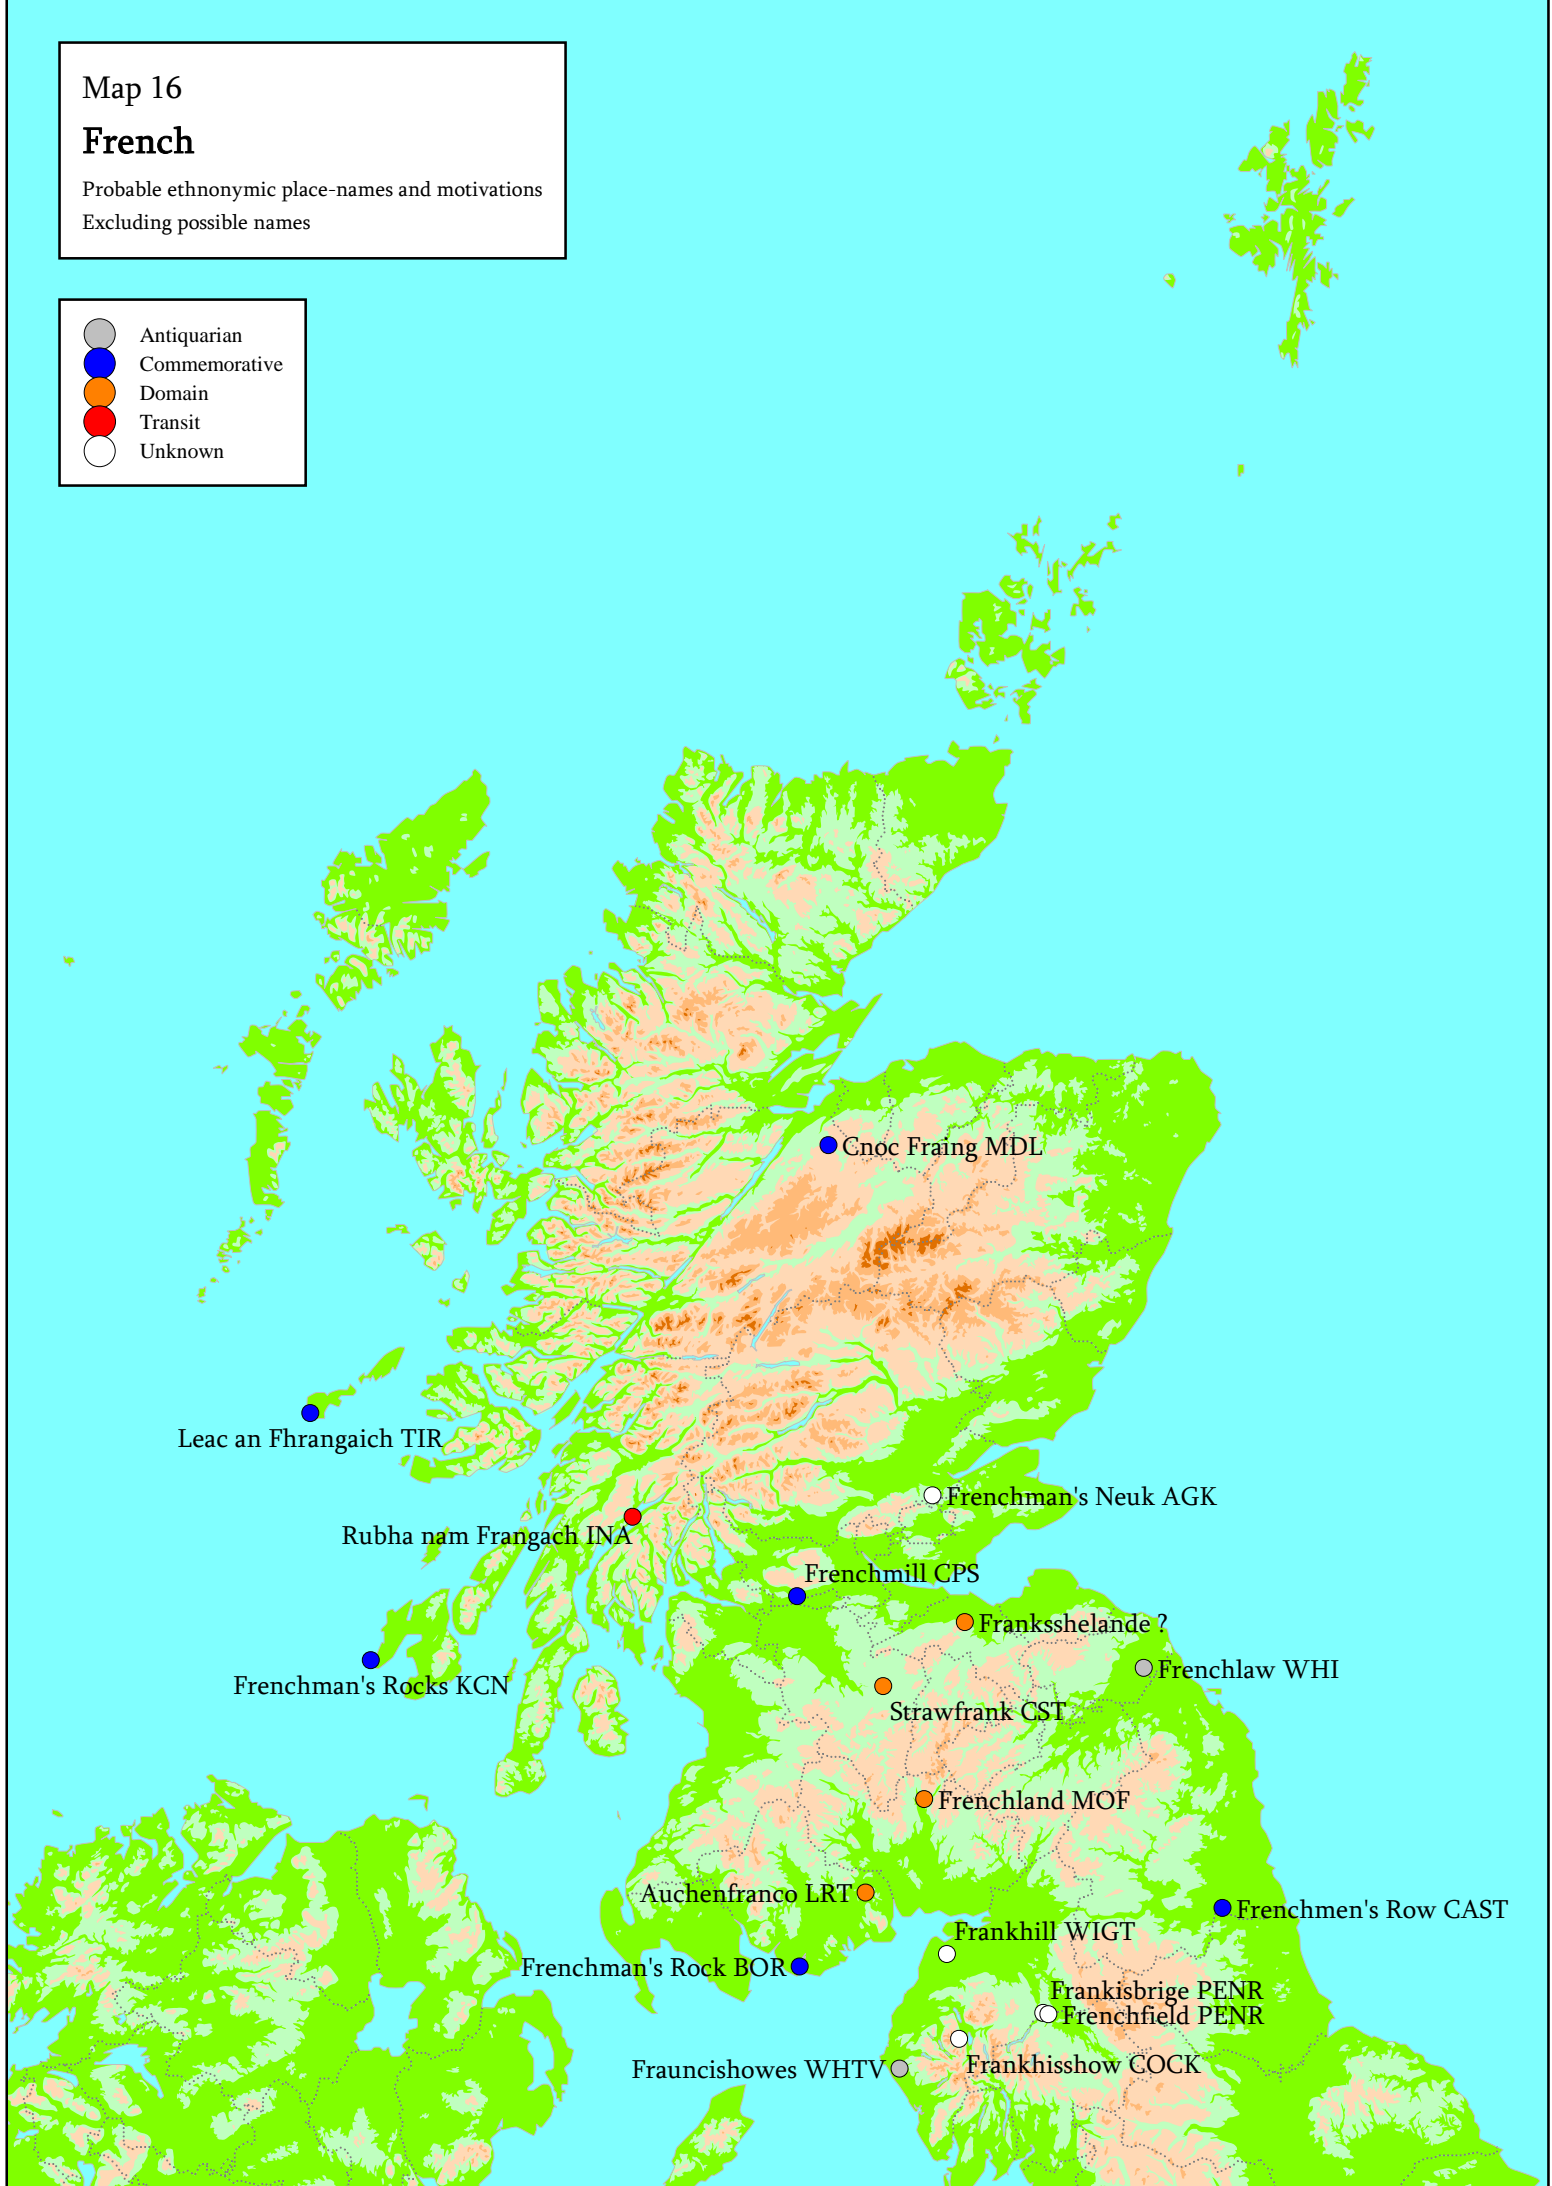 Map 16
French
Probable ethnonymic place-names and motivations
Excluding possible names
Antiquarian
Commemorative
Domain
Transit
Unknown
Cnoc Fraing MDL
Leac an Fhrangaich TIR
Frenchman's Neuk AGK
Rubha nam Frangach INA
Frenchmill CPS
Franksshelande ?
Frenchlaw WHI
Frenchman's Rocks KCN
Strawfrank CST
Frenchland MOF
Auchenfranco LRT
Frenchmen's Row CAST
Frankhill WIGT
Frenchman's Rock BOR
Frankisbrige PENR
Frenchfield PENR
Frankhisshow COCK
Frauncishowes WHTV